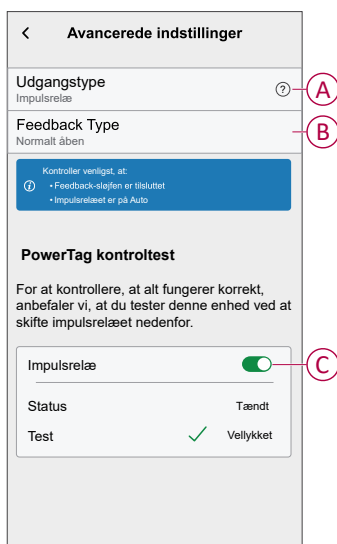 Avancerede indstillinger
Udgangstype
Impulsrelæ
?
A
Feedback Type
Normalt åben
B
Kontroller venligst, at:
i
• Feedback-sløjfen er tilsluttet
• Impulsrelæet er på Auto
PowerTag kontroltest
For at kontrollere, at alt fungerer korrekt,
anbefaler vi, at du tester denne enhed ved at
skifte impulsrelæet nedenfor.
Impulsrelæ
C
Status Tændt
Test Vellykket